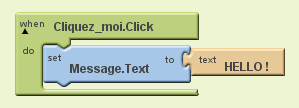 when Cliquez_moi.Click
do set Message.Text to text HELLO !